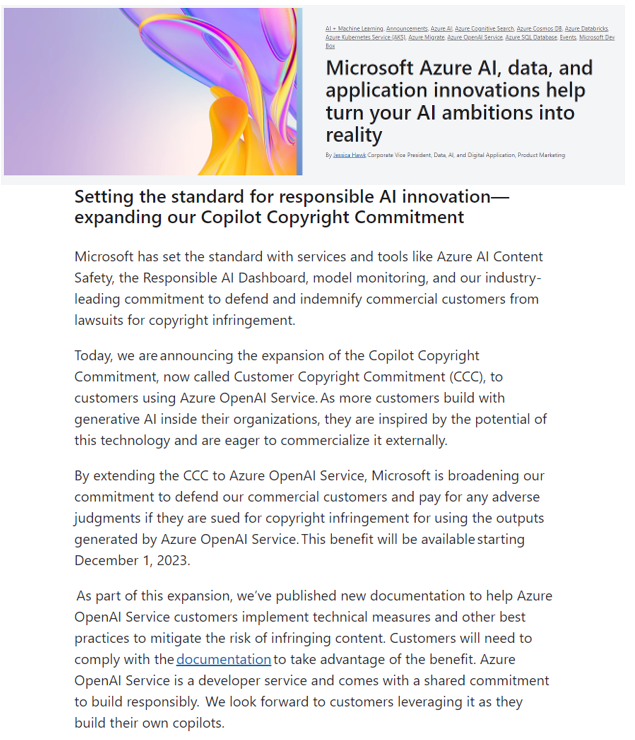 AI + Machine Learning, Announcements, Azure AI, Azure Cognitive Search, Azure Cosmos DB, Azure Databricks,
Azure Kubernetes Service (AKS), Azure Migrate, Azure OpenAI Service, Azure SQL Database, Events, Microsoft Dev
Box
Microsoft Azure AI, data, and
application innovations help
turn your AI ambitions into
reality
By Jessica Hawk Corporate Vice President, Data, AI, and Digital Application, Product Marketing
Setting the standard for responsible AI innovation—
expanding our Copilot Copyright Commitment
Microsoft has set the standard with services and tools like Azure AI Content
Safety, the Responsible AI Dashboard, model monitoring, and our industry-
leading commitment to defend and indemnify commercial customers from
lawsuits for copyright infringement.
Today, we are announcing the expansion of the Copilot Copyright
Commitment, now called Customer Copyright Commitment (CCC), to
customers using Azure OpenAI Service. As more customers build with
generative AI inside their organizations, they are inspired by the potential of
this technology and are eager to commercialize it externally.
By extending the CCC to Azure OpenAI Service, Microsoft is broadening our
commitment to defend our commercial customers and pay for any adverse
judgments if they are sued for copyright infringement for using the outputs
generated by Azure OpenAI Service. This benefit will be available starting
December 1, 2023.
As part of this expansion, we’ve published new documentation to help Azure
OpenAI Service customers implement technical measures and other best
practices to mitigate the risk of infringing content. Customers will need to
comply with the documentation to take advantage of the benefit. Azure
OpenAI Service is a developer service and comes with a shared commitment
to build responsibly. We look forward to customers leveraging it as they
build their own copilots.